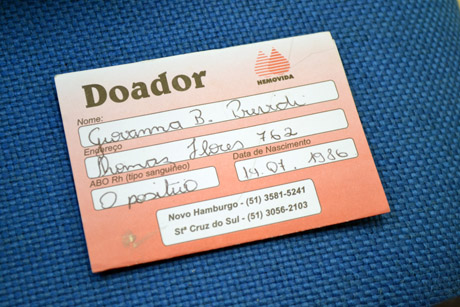 Doador
HEMOVIDA
Nome:
Giovanna B. Previdi
Endereço
Thomas Flores 762
ABO Rh (tipo sanguíneo)
Data de Nascimento
O positivo
14.07.1986
Novo Hamburgo - (51) 3581-5241
Stª Cruz do Sul - (51) 3056-2103